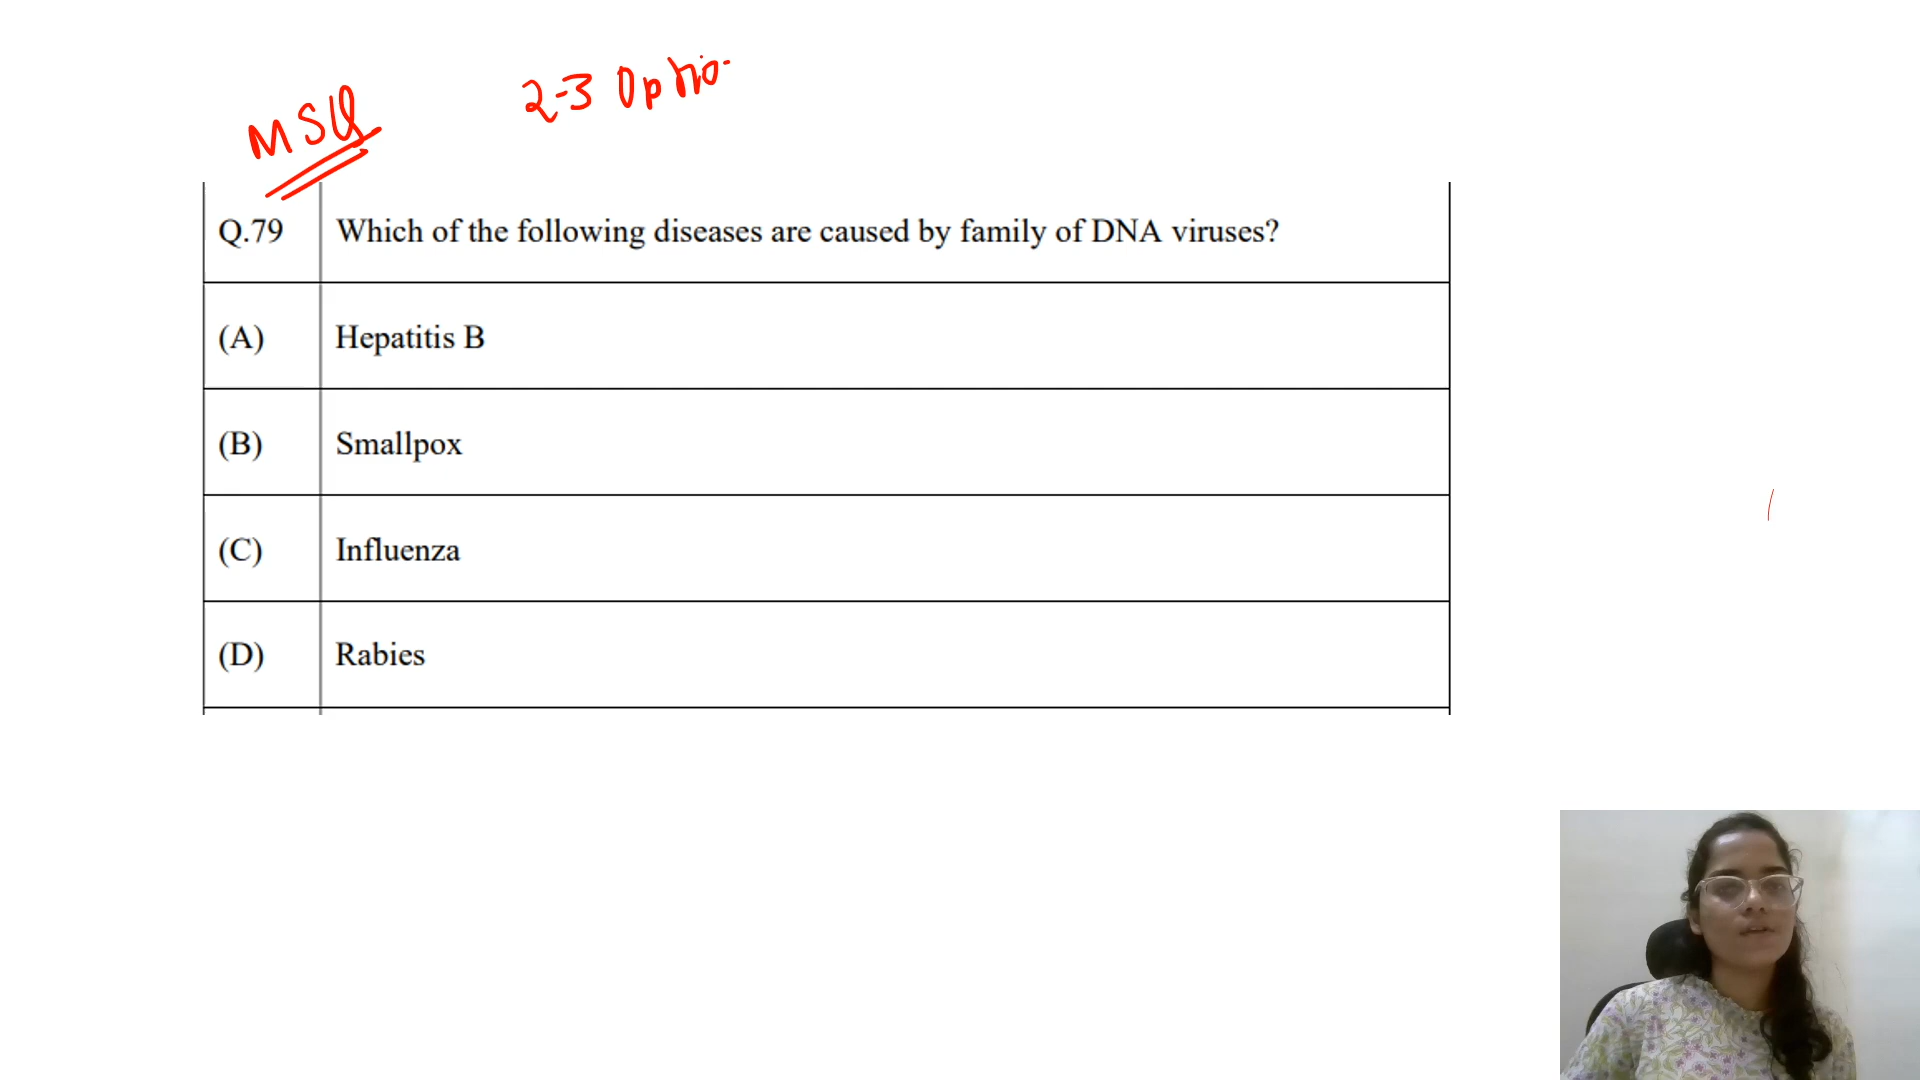 MSQ
2-3 Optio
Q.79 Which of the following diseases are caused by family of DNA viruses?
(A) Hepatitis B
(B) Smallpox
(C) Influenza
(D) Rabies